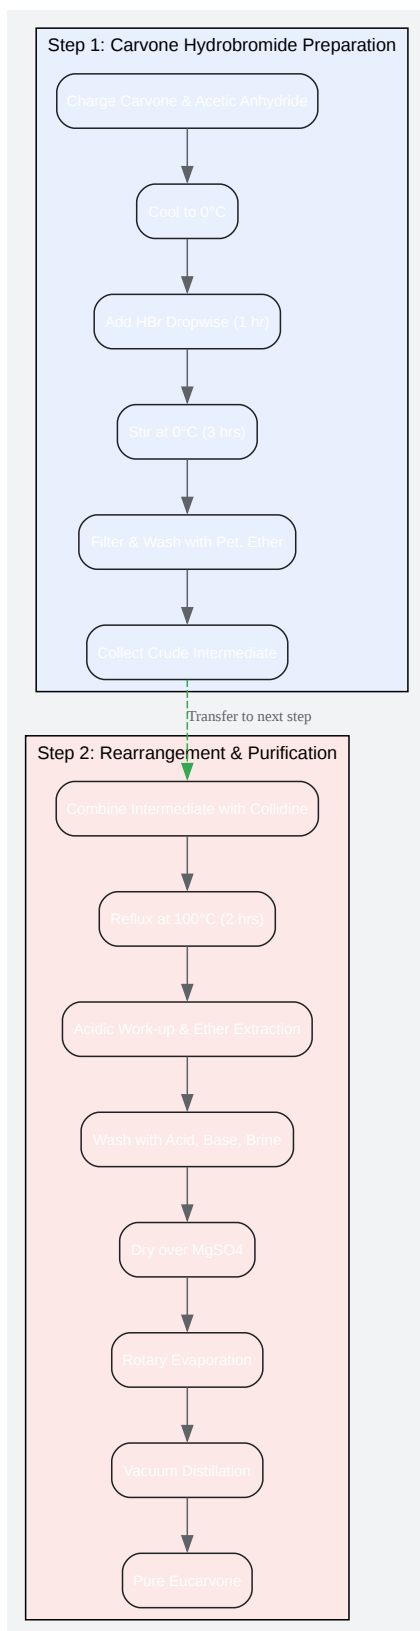 Step 1: Carvone Hydrobromide Preparation
Charge Carvone & Acetic Anhydride
Cool to 0°C
Add HBr Dropwise (1 hr)
Stir at 0°C (3 hrs)
Filter & Wash with Pet. Ether
Collect Crude Intermediate
Transfer to next step
Step 2: Rearrangement & Purification
Combine Intermediate with Collidine
Reflux at 100°C (2 hrs)
Acidic Work-up & Ether Extraction
Wash with Acid, Base, Brine
Dry over MgSO4
Rotary Evaporation
Vacuum Distillation
Pure Eucarvone